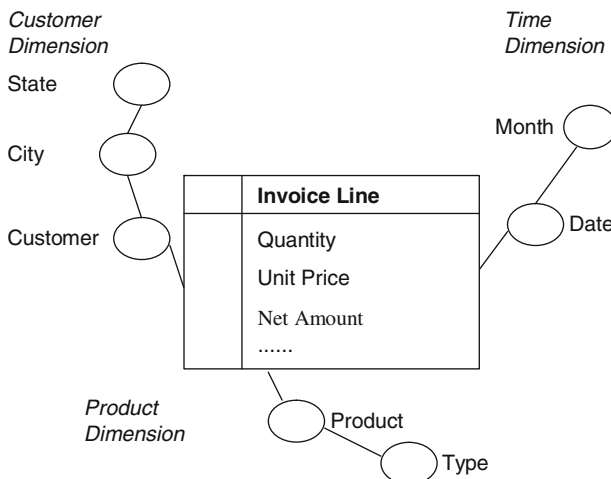 Customer
Dimension
State
City
Customer
Time
Dimension
Month
Date
Invoice Line
Quantity
Unit Price
Net Amount
......
Product
Dimension
Product
Type